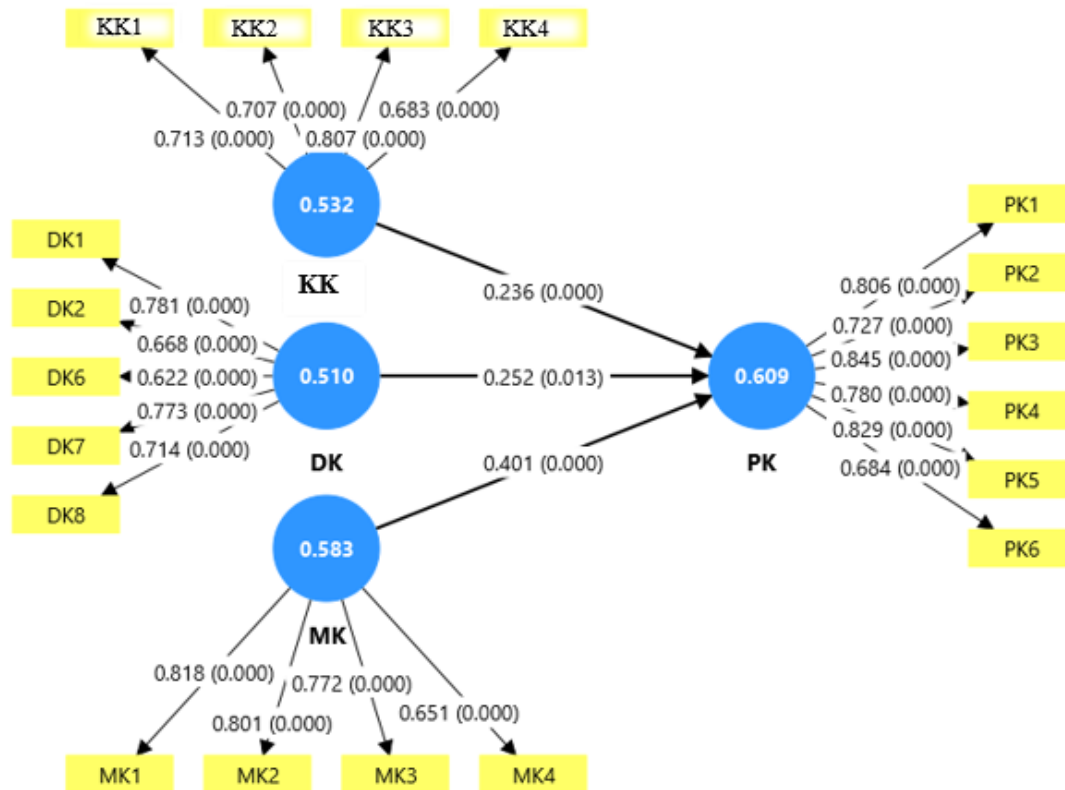 KK1 KK2 KK3 KK4
0.707 (0.000) 0.683 (0.000)
0.713 (0.000) 0.807 (0.000)
0.532
KK
DK1
DK2
DK6
DK7
DK8
0.781 (0.000)
0.668 (0.000)
0.622 (0.000)
0.773 (0.000)
0.714 (0.000)
0.510
DK
0.236 (0.000)
0.252 (0.013)
0.401 (0.000)
0.609
PK
0.806 (0.000)
0.727 (0.000)
0.845 (0.000)
0.780 (0.000)
0.829 (0.000)
0.684 (0.000)
PK1
PK2
PK3
PK4
PK5
PK6
0.583
MK
0.818 (0.000) 0.772 (0.000)
0.801 (0.000) 0.651 (0.000)
MK1 MK2 MK3 MK4